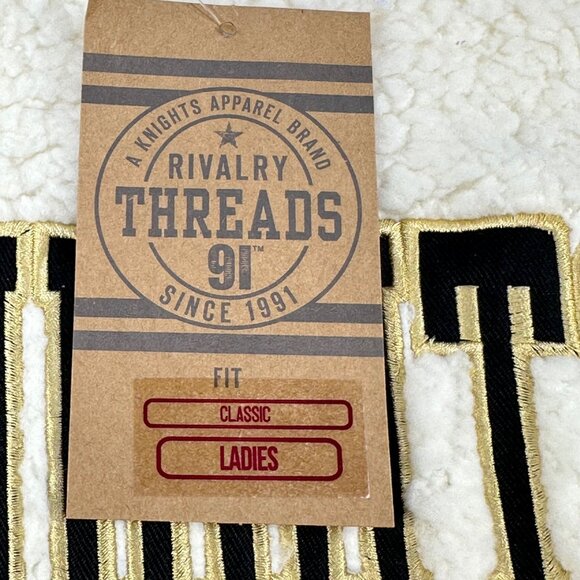 A KNIGHTS APPAREL BRAND
RIVALRY
THREADS
91™
SINCE 1991
FIT
CLASSIC
LADIES
T